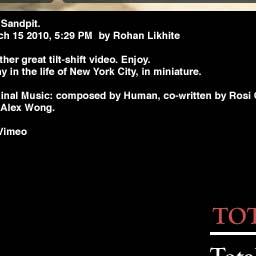 Sandpit.
ch 15 2010, 5:29 PM by Rohan Likhite
ther great tilt-shift video. Enjoy.
y in the life of New York City, in miniature.
inal Music: composed by Human, co-written by Rosi
Alex Wong.
Vimeo
TOT